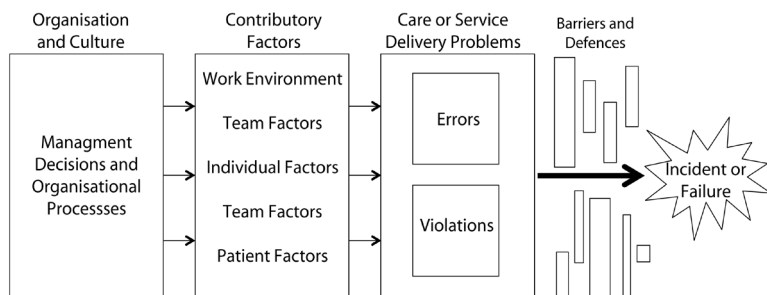 Organisation
and Culture
Managment
Decisions and
Organisational
Processses
Contributory
Factors
Work Environment
Team Factors
Individual Factors
Team Factors
Patient Factors
Care or Service
Delivery Problems
Errors
Violations
Barriers and
Defences
Incident or
Failure